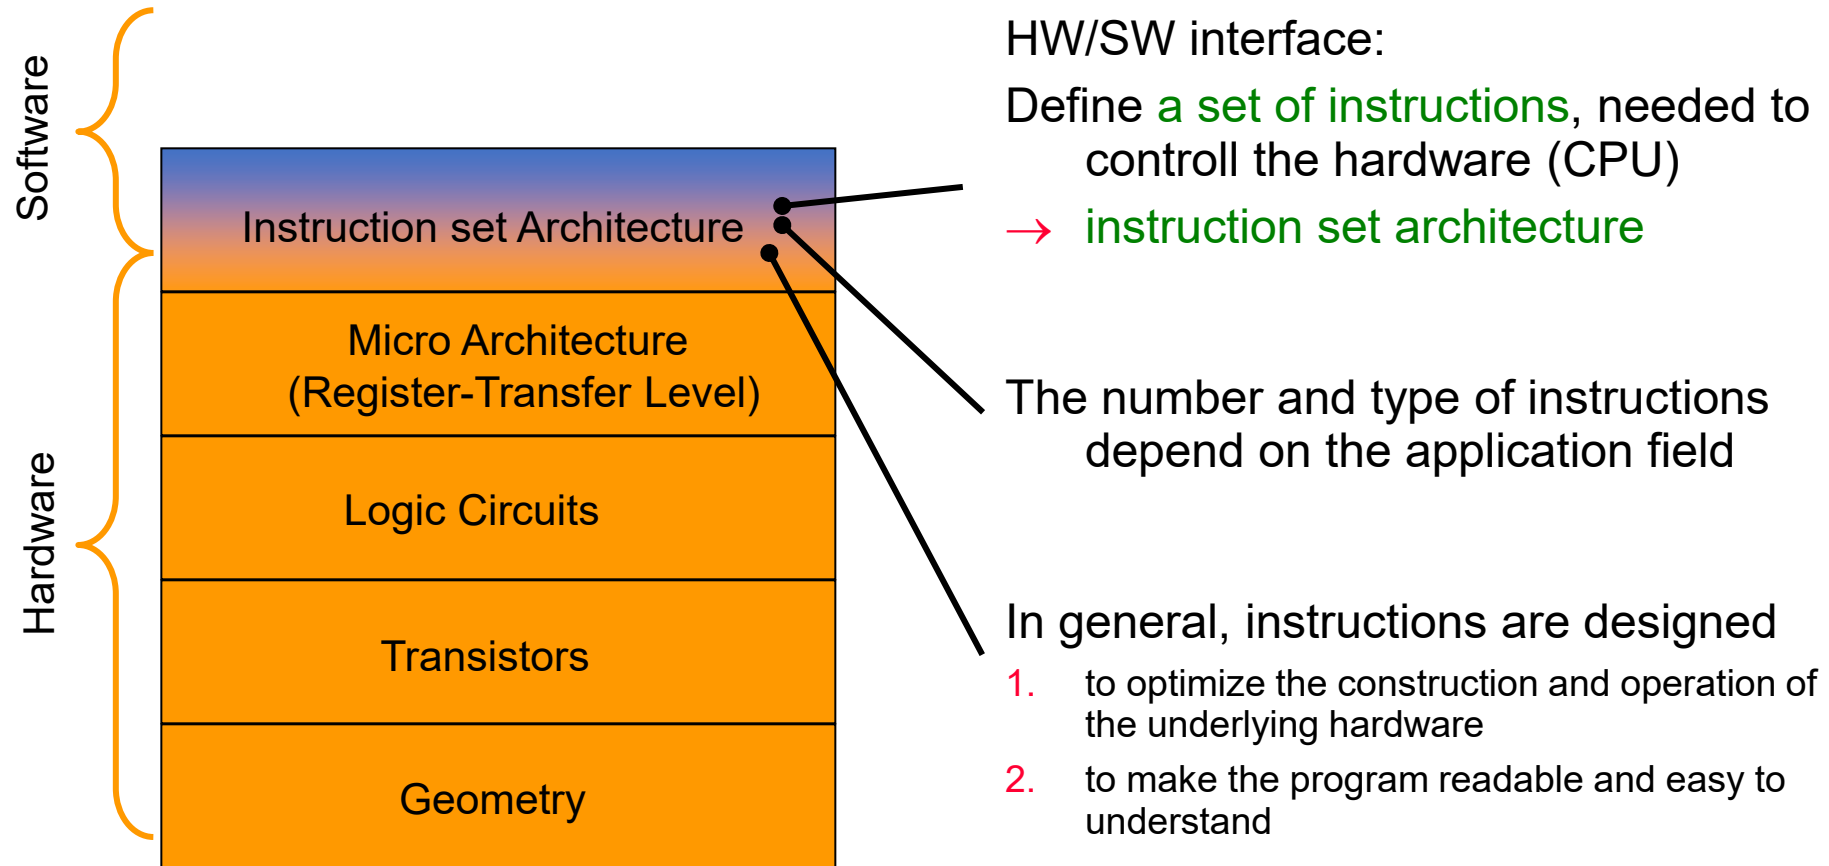 Software
Hardware
Instruction set Architecture
Micro Architecture
(Register-Transfer Level)
Logic Circuits
Transistors
Geometry
HW/SW interface:
Define a set of instructions, needed to
controll the hardware (CPU)
→ instruction set architecture
The number and type of instructions
depend on the application field
In general, instructions are designed
1. to optimize the construction and operation of
the underlying hardware
2. to make the program readable and easy to
understand